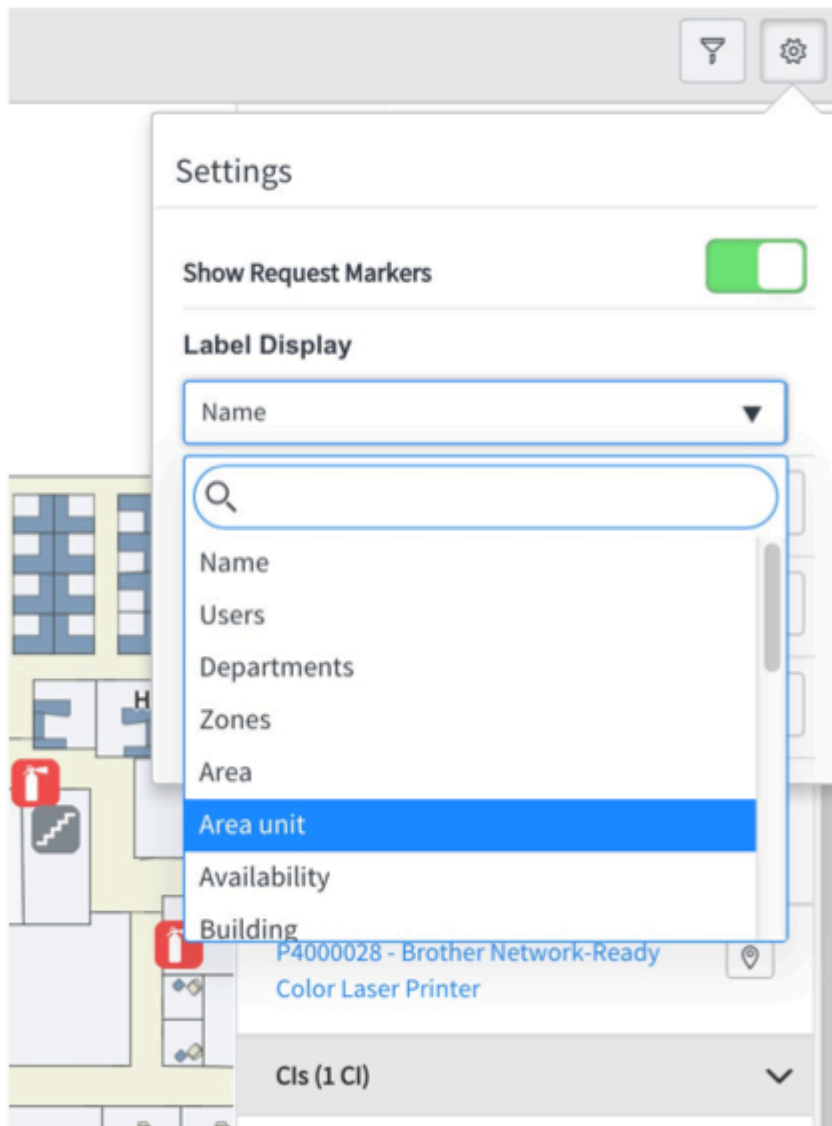 Settings
Show Request Markers
Label Display
Name
Name
Users
Departments
Zones
Area
Area unit
Availability
Building
H
P4000028 - Brother Network-Ready
Color Laser Printer
CIs (1 CI)